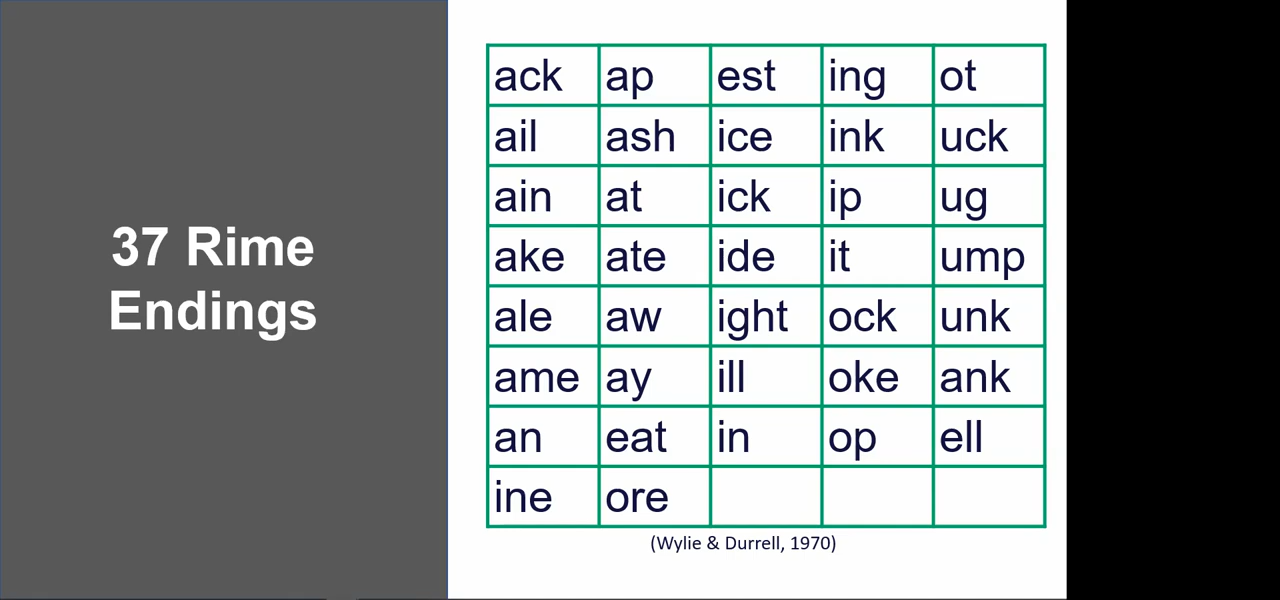 37 Rime
Endings
ack ap est ing ot
ail ash ice ink uck
ain at ick ip ug
ake ate ide it ump
ale aw ight ock unk
ame ay ill oke ank
an eat in op ell
ine ore
(Wylie & Durrell, 1970)